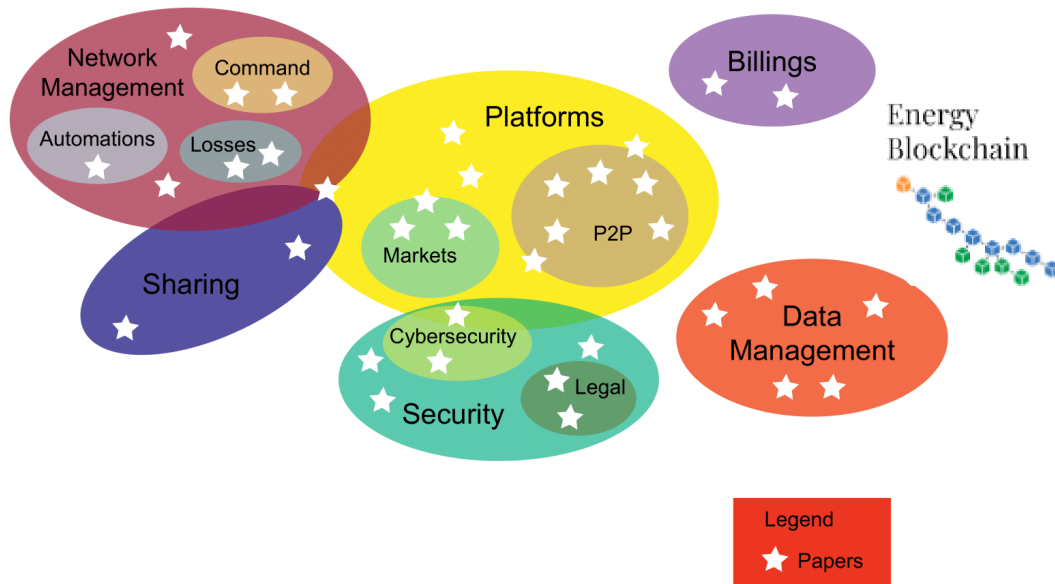 Network
Management
Command
Automations
Losses
Platforms
Billings
Energy
Blockchain
P2P
Markets
Sharing
Cybersecurity
Data
Management
Legal
Security
Legend
Papers